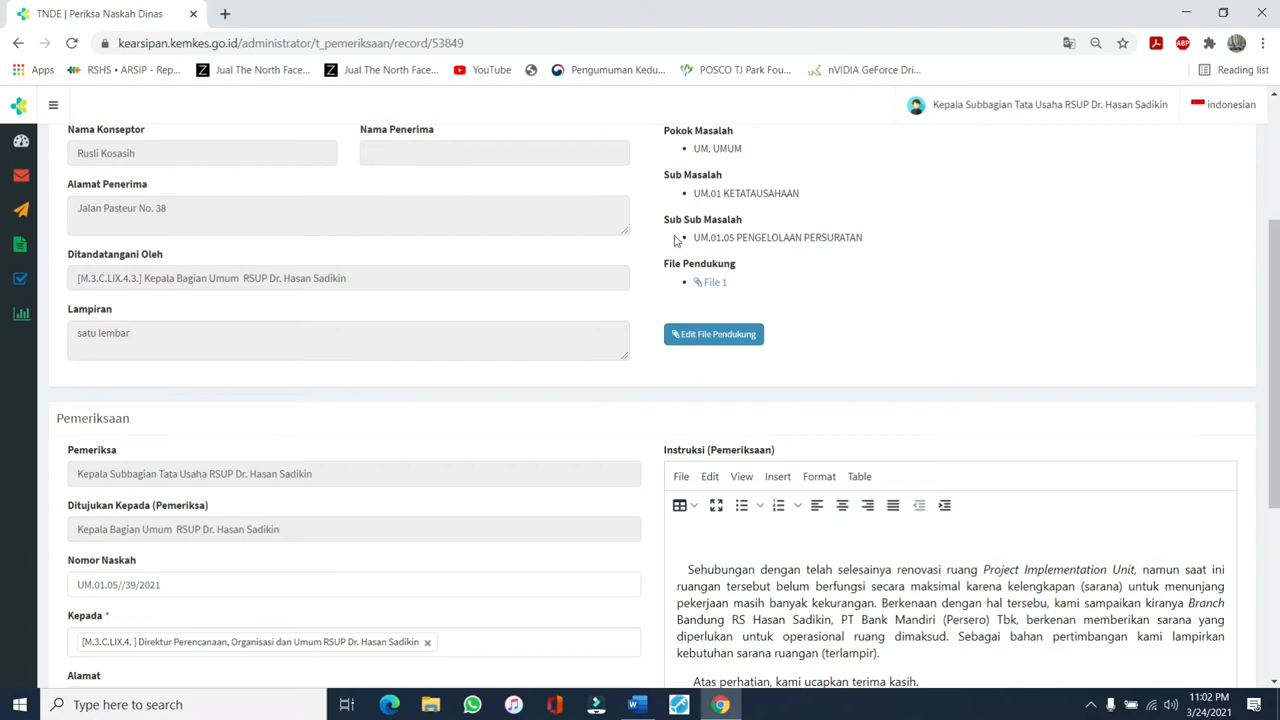 TNDE | Periksa Naskah Dinas
kearsipan.kemkes.go.id/administrator/t_pemeriksaan/record/53849
Apps
RSHS ‹ ARSIP - Rep...
Jual The North Face...
Jual The North Face...
YouTube
Pengumuman Kedu...
POSCO TJ Park Fou...
nVIDIA GeForce Dri...
Reading list
ABP
Kepala Subbagian Tata Usaha RSUP Dr. Hasan Sadikin
indonesian
Nama Konseptor
Rusli Kosasih
Nama Penerima
Alamat Penerima
Jalan Pasteur No. 38
Ditandatangani Oleh
[M.3.C.LIX.4.3.] Kepala Bagian Umum RSUP Dr. Hasan Sadikin
Lampiran
satu lembar
Pokok Masalah
UM. UMUM
Sub Masalah
UM.01 KETATAUSAHAAN
Sub Sub Masalah
UM.01.05 PENGELOLAAN PERSURATAN
File Pendukung
File 1
Edit File Pendukung
Pemeriksaan
Pemeriksa
Kepala Subbagian Tata Usaha RSUP Dr. Hasan Sadikin
Ditujukan Kepada (Pemeriksa)
Kepala Bagian Umum RSUP Dr. Hasan Sadikin
Nomor Naskah
UM.01.05//39/2021
Kepada *
[M.3.C.LIX.4. ] Direktur Perencanaan, Organisasi dan Umum RSUP Dr. Hasan Sadikin ×
Alamat
Instruksi (Pemeriksaan)
File Edit View Insert Format Table
Sehubungan dengan telah selesainya renovasi ruang Project Implementation Unit, namun saat ini
ruangan tersebut belum berfungsi secara maksimal karena kelengkapan (sarana) untuk menunjang
pekerjaan masih banyak kekurangan. Berkenaan dengan hal tersebu, kami sampaikan kiranya Branch
Bandung RS Hasan Sadikin, PT Bank Mandiri (Persero) Tbk, berkenan memberikan sarana yang
diperlukan untuk operasional ruang dimaksud. Sebagai bahan pertimbangan kami lampirkan
kebutuhan sarana ruangan (terlampir).
Atas perhatian, kami ucapkan terima kasih.
Type here to search
11:02 PM
3/24/2021